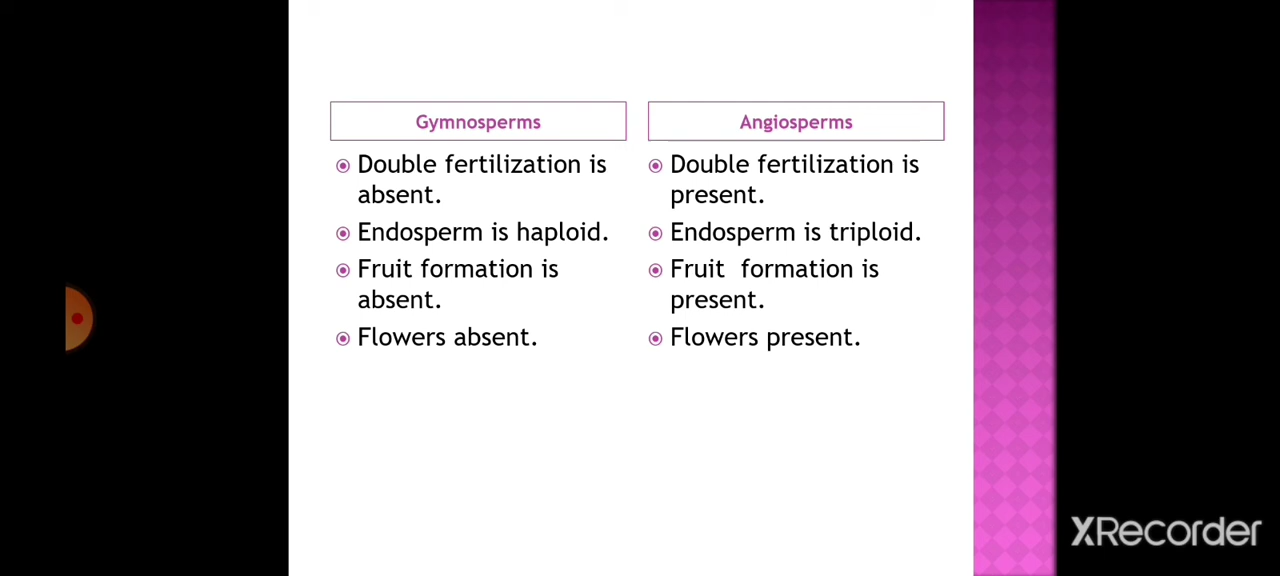 Gymnosperms
Double fertilization is
absent.
Endosperm is haploid.
Fruit formation is
absent.
Flowers absent.
Angiosperms
Double fertilization is
present.
Endosperm is triploid.
Fruit formation is
present.
Flowers present.
XRecorder